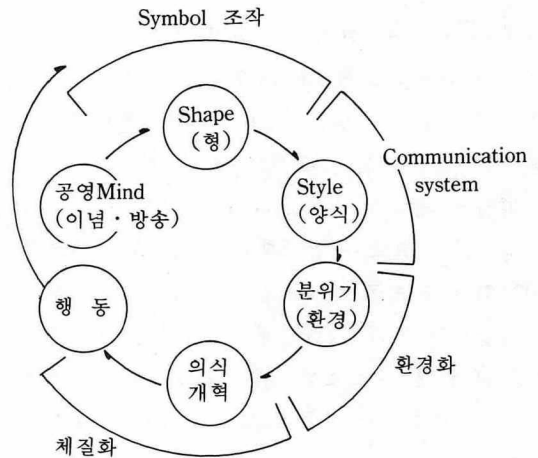 Symbol 조작
Shape
(형)
Communication
system
공영Mind
(이념·방송)
Style
(양식)
행 동
분위기
(환경)
의식
개혁
환경화
체질화